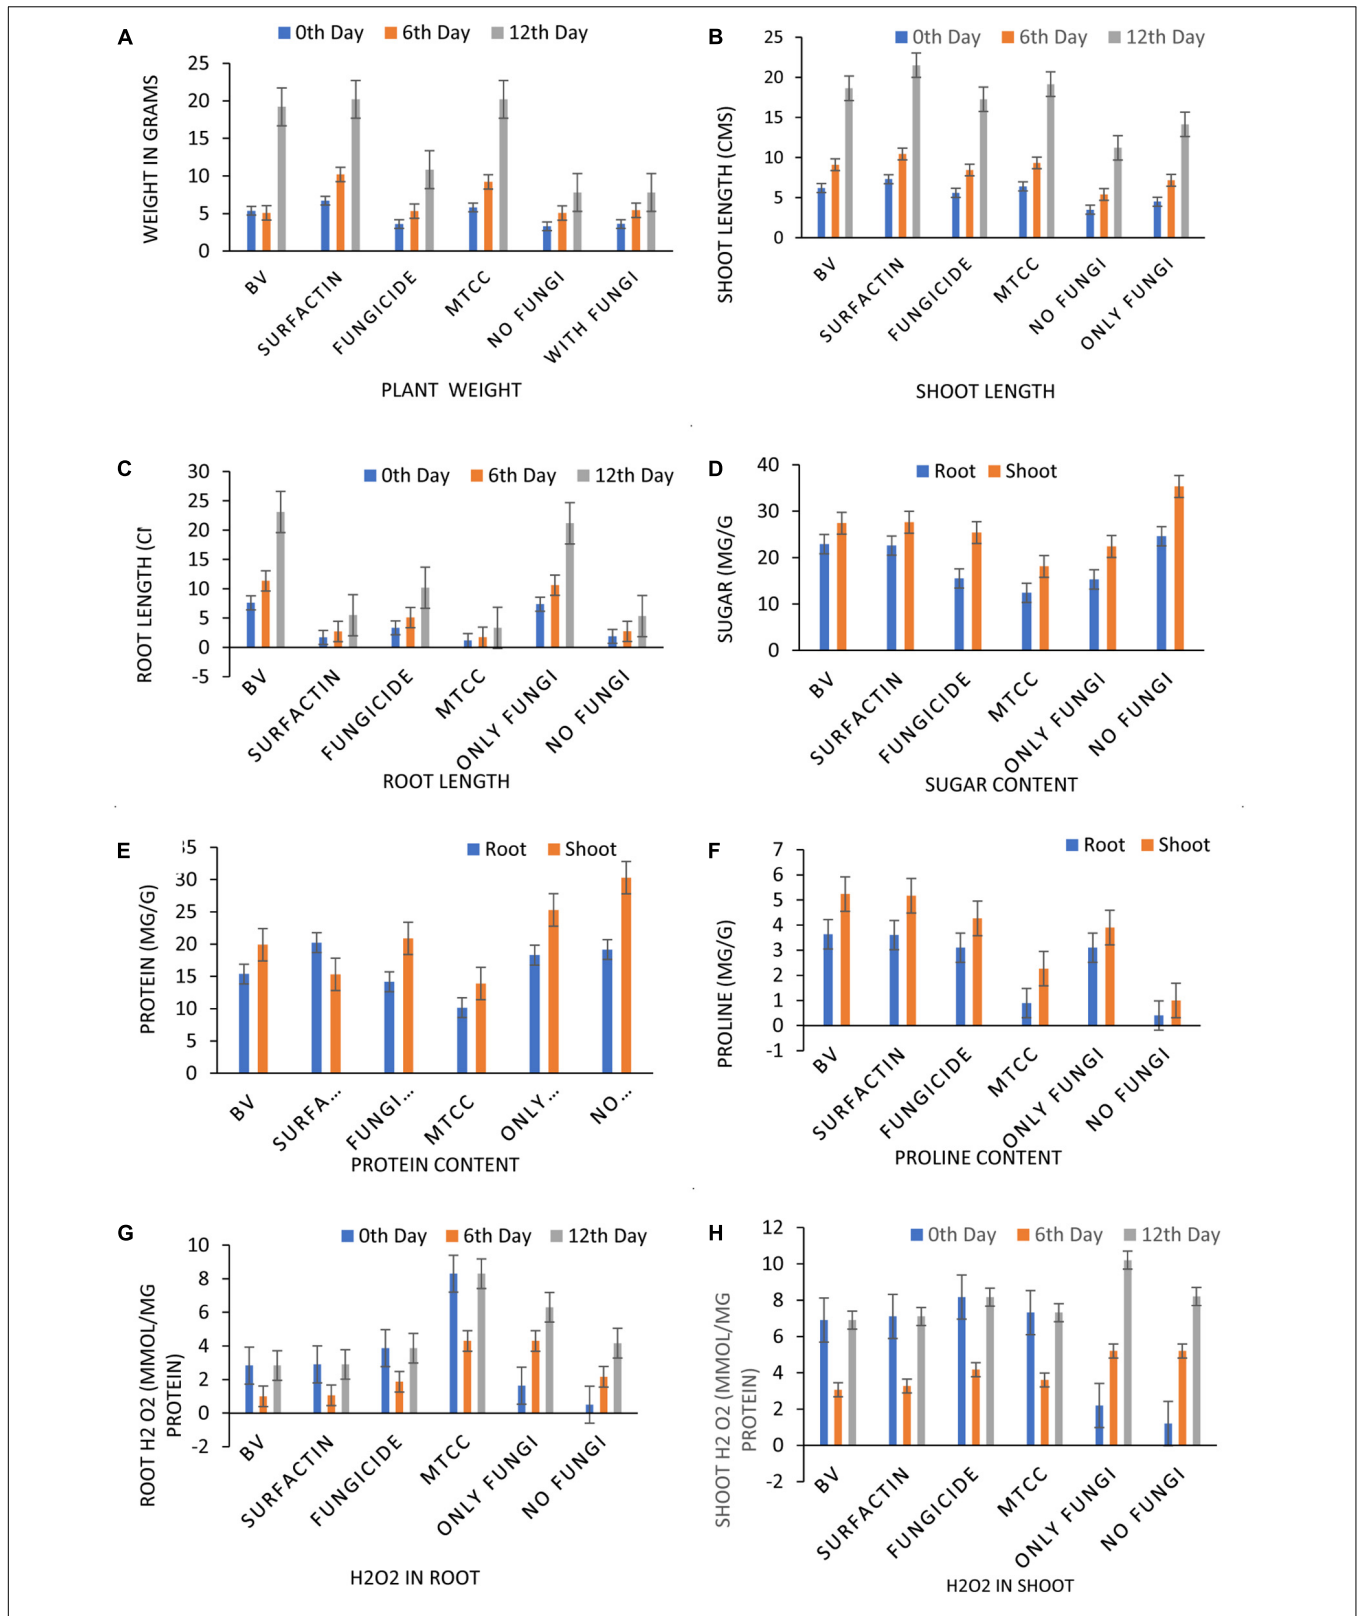 A
0th Day 6th Day 12th Day
WEIGHT IN GRAMS
25
20
15
10
5
0
BV
SURFACTIN
FUNGICIDE
MTCC
NO FUNGI
WITH FUNGI
PLANT WEIGHT
B
0th Day 6th Day 12th Day
SHOOT LENGTH (CMS)
25
20
15
10
5
0
BV
SURFACTIN
FUNGICIDE
MTCC
NO FUNGI
ONLY FUNGI
SHOOT LENGTH
C
0th Day 6th Day 12th Day
ROOT LENGTH
30
25
20
15
10
5
0
-5
BV
SURFACTIN
FUNGICIDE
MTCC
ONLY FUNGI
NO FUNGI
ROOT LENGTH
D
Root Shoot
SUGAR (MG/G
40
30
20
10
0
BV
SURFACTIN
FUNGICIDE
MTCC
ONLY FUNGI
NO FUNGI
SUGAR CONTENT
E
Root Shoot
PROTEIN (MG/G)
30
25
20
15
10
5
0
BV
SURFA...
FUNGI...
MTCC
ONLY...
NO...
PROTEIN CONTENT
F
Root Shoot
PROLINE (MG/G)
7
6
5
4
3
2
1
0
-1
BV
SURFACTIN
FUNGICIDE
MTCC
ONLY FUNGI
NO FUNGI
PROLINE CONTENT
G
0th Day 6th Day 12th Day
ROOT H2 O2 (MMOL/MG
PROTEIN)
10
8
6
4
2
0
-2
BV
SURFACTIN
FUNGICIDE
MTCC
ONLY FUNGI
NO FUNGI
H2O2 IN ROOT
H
0th Day 6th Day 12th Day
SHOOT H2 O2 (MMOL/MG
PROTEIN)
12
10
8
6
4
2
0
-2
BV
SURFACTIN
FUNGICIDE
MTCC
ONLY FUNGI
NO FUNGI
H2O2 IN SHOOT